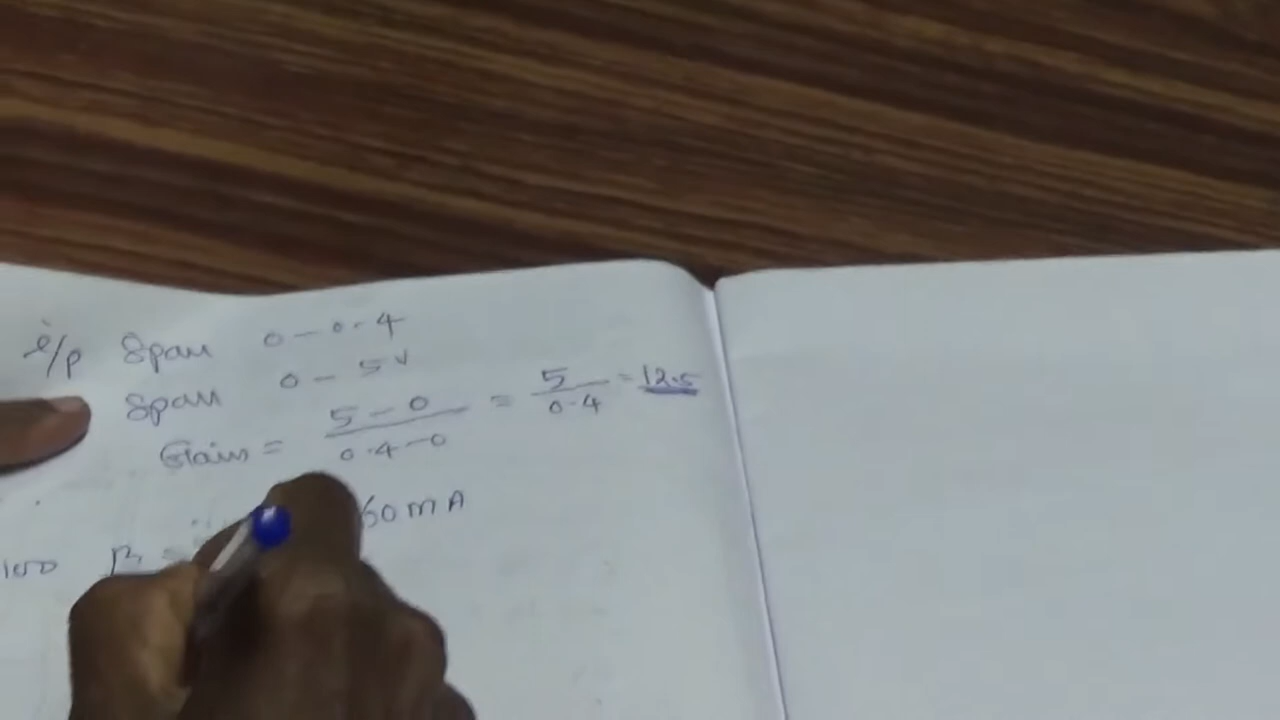 i/p Span 0 - 0.4
Span 0 - 5V
Gain = 5 - 0 / 0.4 - 0 = 5 / 0.4 = 12.5
60mA
100